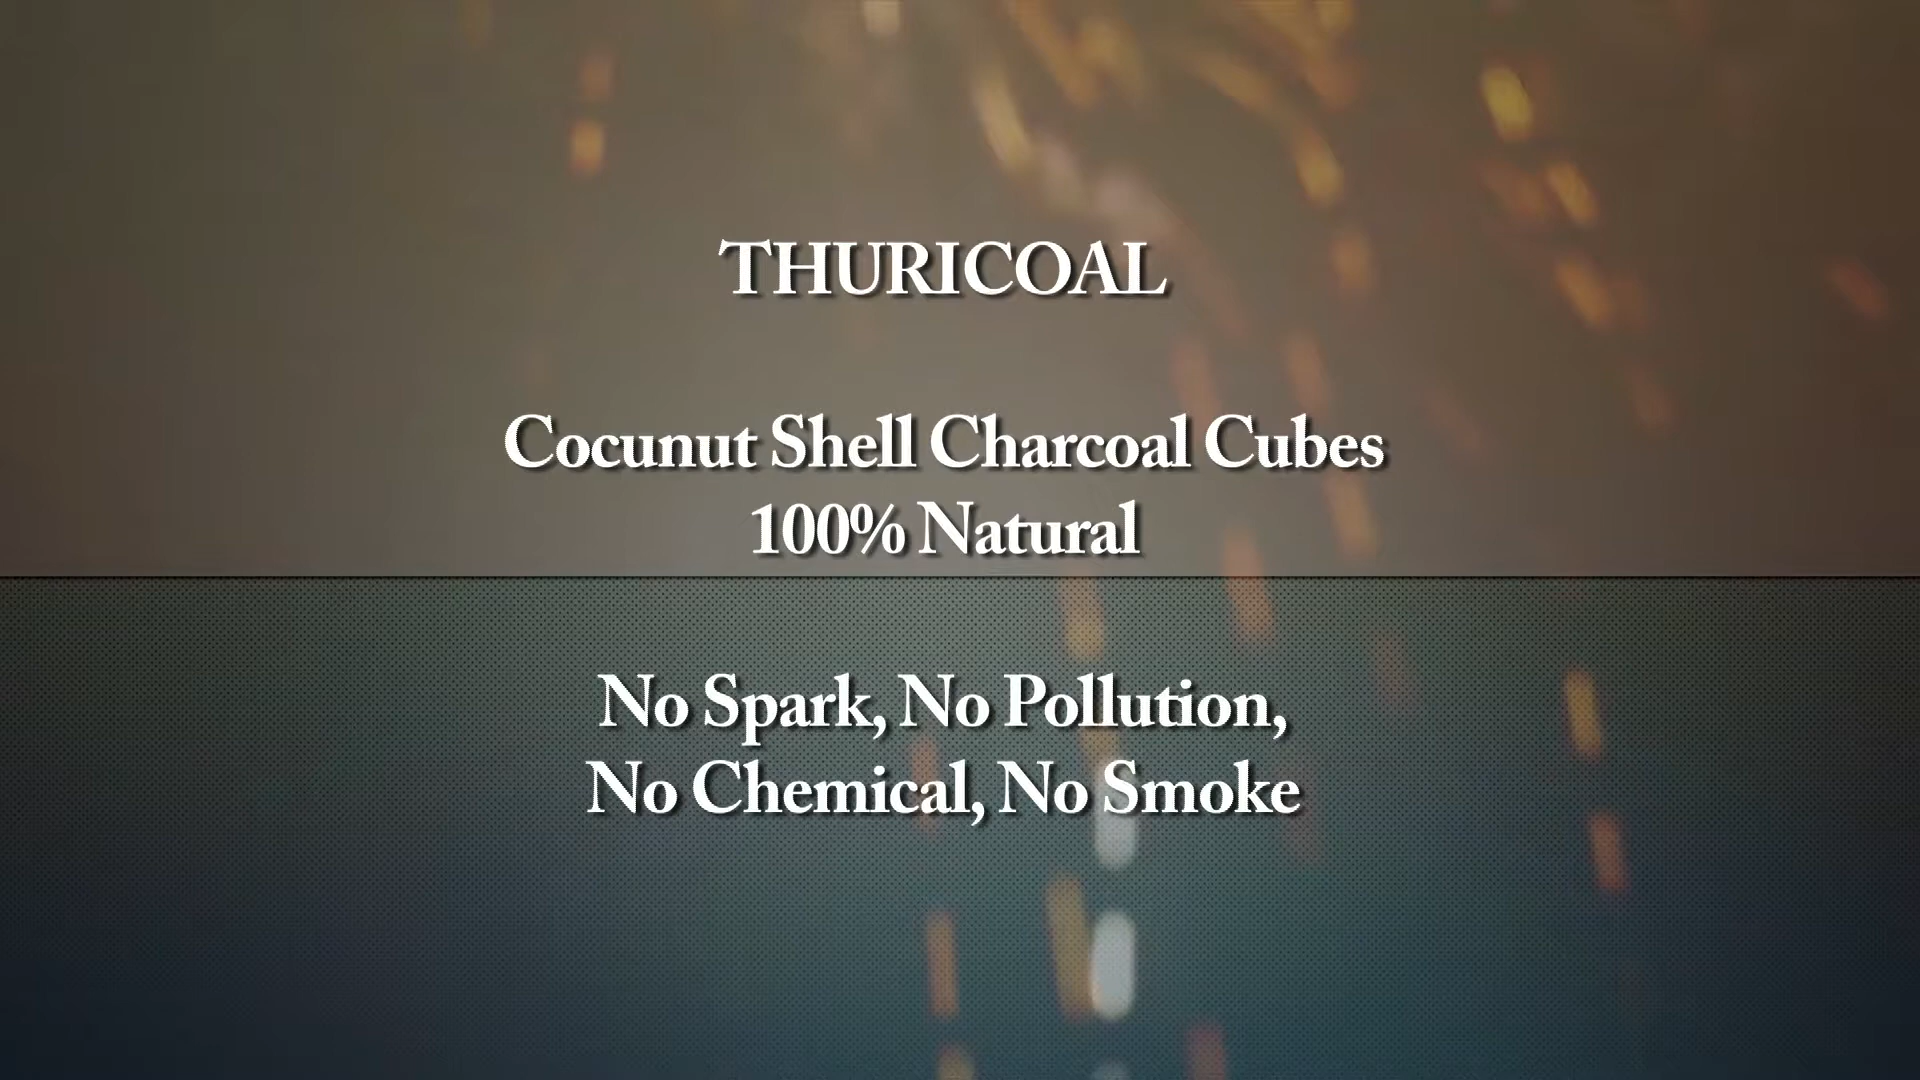 THURICOAL
Cocunut Shell Charcoal Cubes
100% Natural
No Spark, No Pollution,
No Chemical, No Smoke